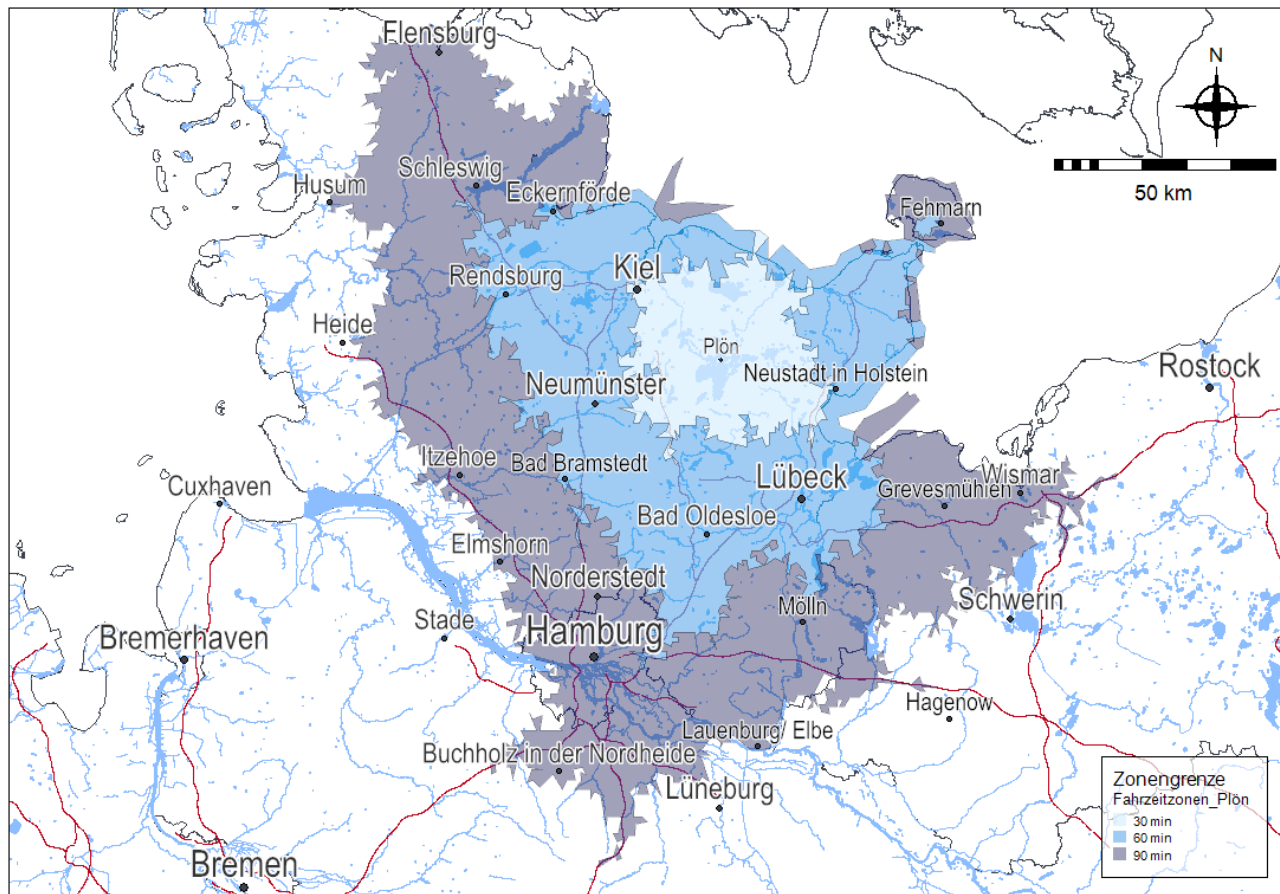 Flensburg
N
50 km
Schleswig
Husum
Eckernförde
Fehmarn
Kiel
Rendsburg
Heide
Plön
Rostock
Neustadt in Holstein
Neumünster
Itzehoe
Bad Bramstedt
Lübeck
Wismar
Cuxhaven
Grevesmühlen
Bad Oldesloe
Elmshorn
Norderstedt
Mölln
Schwerin
Stade
Hamburg
Bremerhaven
Hagenow
Lauenburg/ Elbe
Buchholz in der Nordheide
Lüneburg
Bremen
Zonengrenze
Fahrzeitzonen_Plön
30 min
60 min
90 min